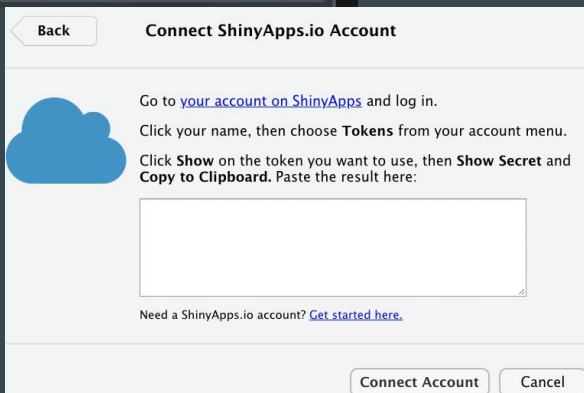 Back
Connect ShinyApps.io Account
Go to your account on ShinyApps and log in.
Click your name, then choose Tokens from your account menu.
Click Show on the token you want to use, then Show Secret and
Copy to Clipboard. Paste the result here:
Need a ShinyApps.io account? Get started here.
Connect Account
Cancel